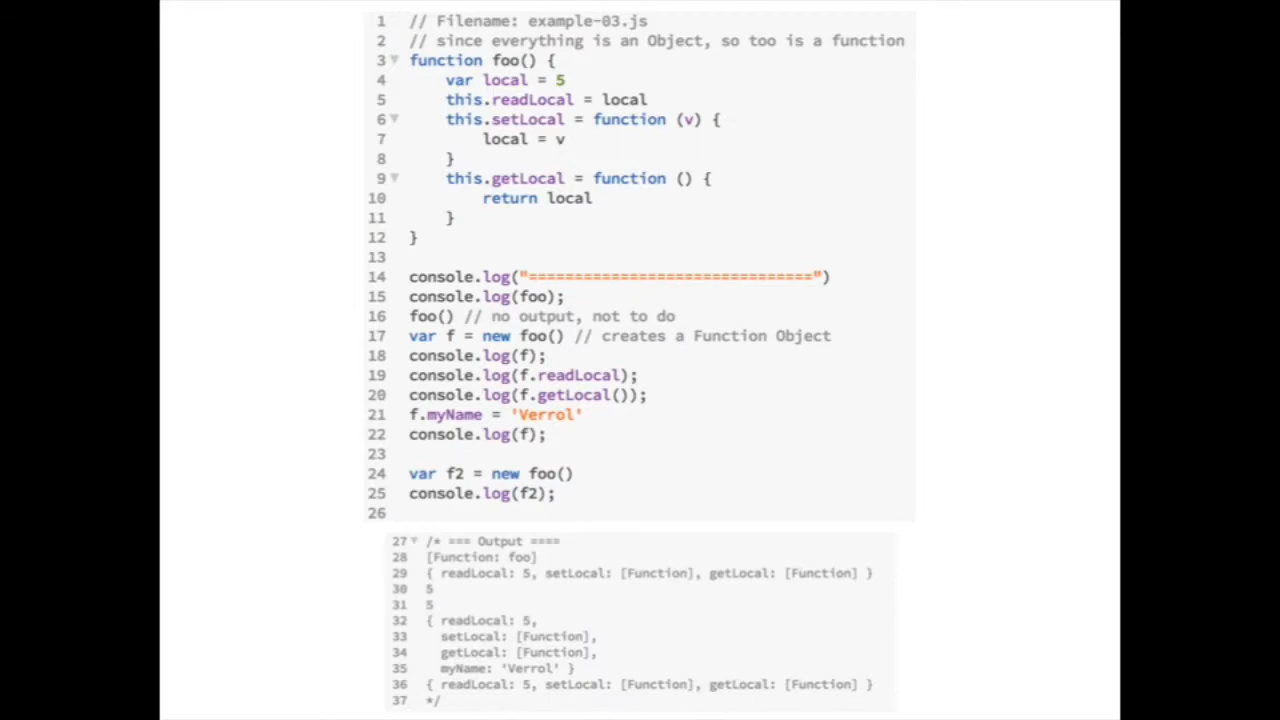 1 // Filename: example-03.js
2 // since everything is an Object, so too is a function
3 function foo() {
4     var local = 5
5     this.readLocal = local
6     this.setLocal = function (v) {
7         local = v
8     }
9     this.getLocal = function () {
10         return local
11     }
12 }
13
14 console.log("===============================")
15 console.log(foo);
16 foo() // no output, not to do
17 var f = new foo() // creates a Function Object
18 console.log(f);
19 console.log(f.readLocal);
20 console.log(f.getLocal());
21 f.myName = 'Verrol'
22 console.log(f);
23
24 var f2 = new foo()
25 console.log(f2);
26
27 /* === Output ====
28 [Function: foo]
29 { readLocal: 5, setLocal: [Function], getLocal: [Function] }
30 5
31 5
32 { readLocal: 5,
33   setLocal: [Function],
34   getLocal: [Function],
35   myName: 'Verrol' }
36 { readLocal: 5, setLocal: [Function], getLocal: [Function] }
37 */